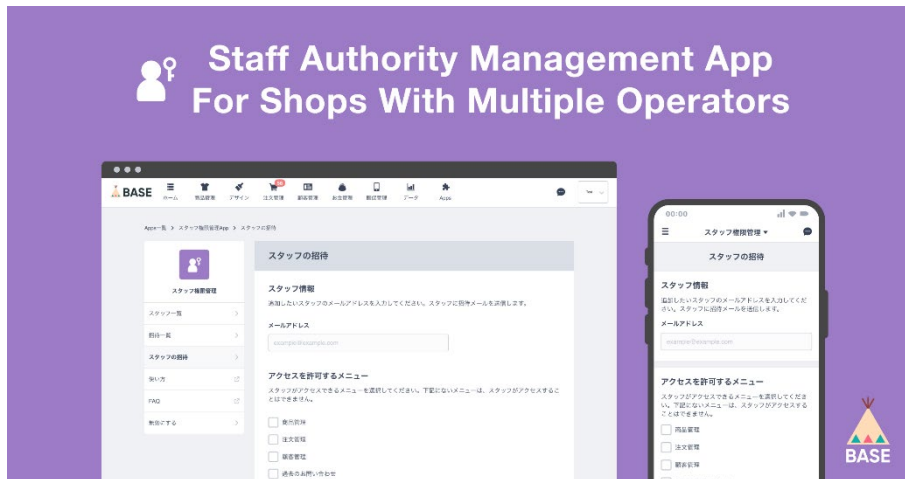 Staff Authority Management App
For Shops With Multiple Operators
BASE
ホーム
商品管理
デザイン
注文管理
顧客管理
お金管理
データ
Apps
Apps一覧 > スタッフ権限管理App > スタッフの招待
スタッフ権限管理
スタッフ一覧
招待一覧
スタッフの招待
使い方
FAQ
無効にする
スタッフの招待
スタッフ情報
追加したいスタッフのメールアドレスを入力してください。スタッフに招待メールを送信します。
メールアドレス
example@example.com
アクセスを許可するメニュー
スタッフがアクセスできるメニューを選択してください。下記にないメニューは、スタッフがアクセスするこ
とはできません。
商品管理
注文管理
顧客管理
過去のお問い合わせ
00:00
スタッフ権限管理
スタッフの招待
スタッフ情報
追加したいスタッフのメールアドレスを入力してくだ
さい。スタッフに招待メールを送信します。
メールアドレス
example@example.com
アクセスを許可するメニュー
スタッフがアクセスできるメニューを選択してくださ
い。下記にないメニューは、スタッフがアクセスする
ことはできません。
商品管理
注文管理
顧客管理
BASE